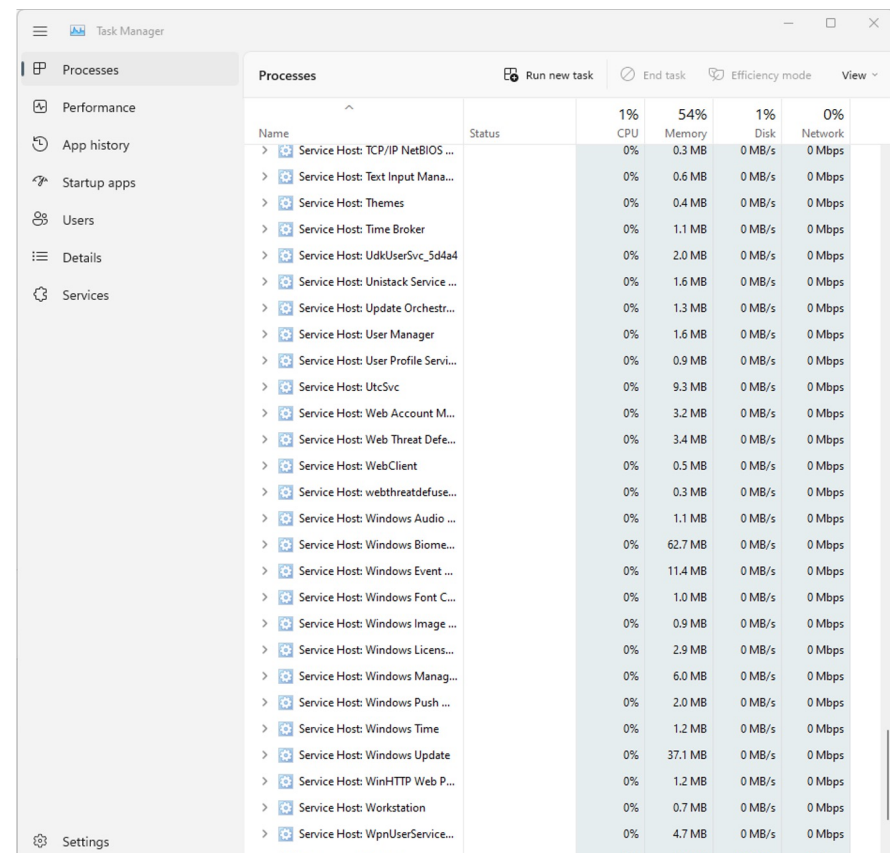 Task Manager
Processes
Performance
App history
Startup apps
Users
Details
Services
Settings
Processes
Run new task
End task
Efficiency mode
View
1% 54% 1% 0%
Name Status CPU Memory Disk Network
Service Host: TCP/IP NetBIOS ... 0% 0.3 MB 0 MB/s 0 Mbps
Service Host: Text Input Mana... 0% 0.6 MB 0 MB/s 0 Mbps
Service Host: Themes 0% 0.4 MB 0 MB/s 0 Mbps
Service Host: Time Broker 0% 1.1 MB 0 MB/s 0 Mbps
Service Host: UdkUserSvc_5d4a4 0% 2.0 MB 0 MB/s 0 Mbps
Service Host: Unistack Service ... 0% 1.6 MB 0 MB/s 0 Mbps
Service Host: Update Orchestr... 0% 1.3 MB 0 MB/s 0 Mbps
Service Host: User Manager 0% 1.6 MB 0 MB/s 0 Mbps
Service Host: User Profile Servi... 0% 0.9 MB 0 MB/s 0 Mbps
Service Host: UtcSvc 0% 9.3 MB 0 MB/s 0 Mbps
Service Host: Web Account M... 0% 3.2 MB 0 MB/s 0 Mbps
Service Host: Web Threat Defe... 0% 3.4 MB 0 MB/s 0 Mbps
Service Host: WebClient 0% 0.5 MB 0 MB/s 0 Mbps
Service Host: webthreatdefuse... 0% 0.3 MB 0 MB/s 0 Mbps
Service Host: Windows Audio ... 0% 1.1 MB 0 MB/s 0 Mbps
Service Host: Windows Biome... 0% 62.7 MB 0 MB/s 0 Mbps
Service Host: Windows Event ... 0% 11.4 MB 0 MB/s 0 Mbps
Service Host: Windows Font C... 0% 1.0 MB 0 MB/s 0 Mbps
Service Host: Windows Image ... 0% 0.9 MB 0 MB/s 0 Mbps
Service Host: Windows Licens... 0% 2.9 MB 0 MB/s 0 Mbps
Service Host: Windows Manag... 0% 6.0 MB 0 MB/s 0 Mbps
Service Host: Windows Push ... 0% 2.0 MB 0 MB/s 0 Mbps
Service Host: Windows Time 0% 1.2 MB 0 MB/s 0 Mbps
Service Host: Windows Update 0% 37.1 MB 0 MB/s 0 Mbps
Service Host: WinHTTP Web P... 0% 1.2 MB 0 MB/s 0 Mbps
Service Host: Workstation 0% 0.7 MB 0 MB/s 0 Mbps
Service Host: WpnUserService... 0% 4.7 MB 0 MB/s 0 Mbps